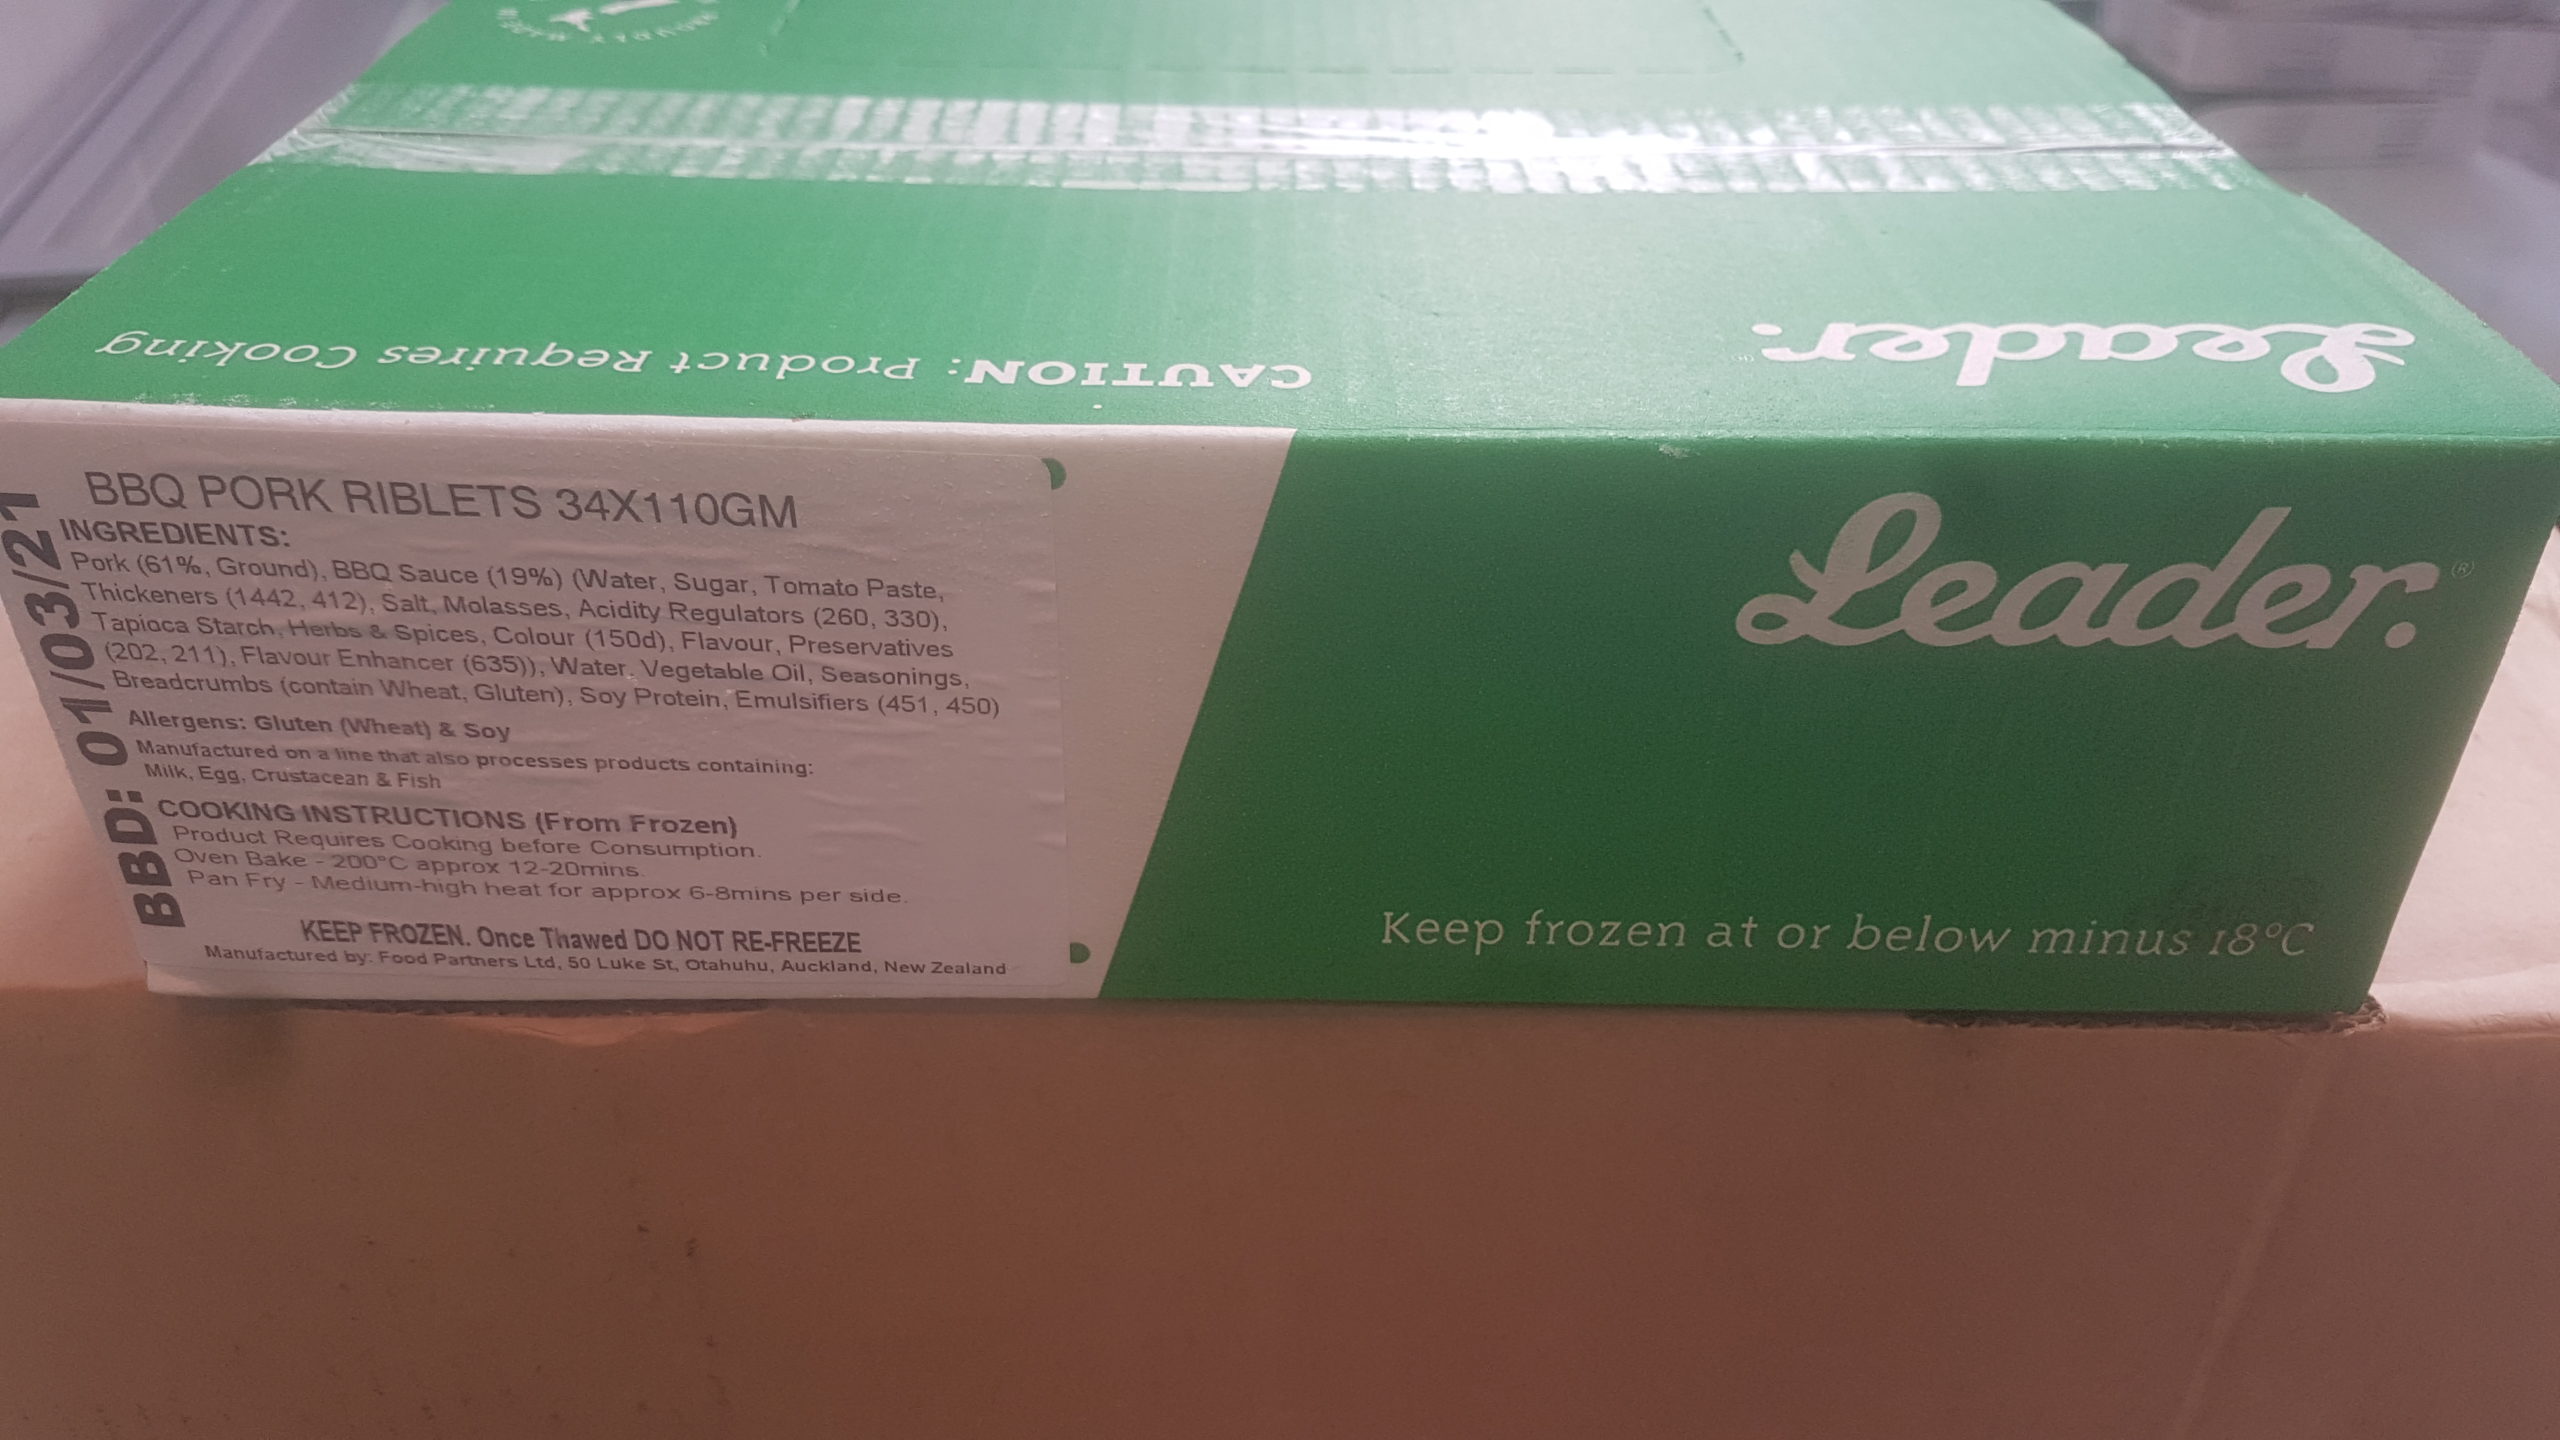 CAUTION: Product Requires Cooking
Leader.
BBQ PORK RIBLETS 34X110GM
INGREDIENTS:
Pork (61%, Ground), BBQ Sauce (19%) (Water, Sugar, Tomato Paste,
Thickeners (1442, 412), Salt, Molasses, Acidity Regulators (260, 330),
Tapioca Starch, Herbs & Spices, Colour (150d), Flavour, Preservatives
(202, 211), Flavour Enhancer (635)), Water, Vegetable Oil, Seasonings,
Breadcrumbs (contain Wheat, Gluten), Soy Protein, Emulsifiers (451, 450)
Allergens: Gluten (Wheat) & Soy
Manufactured on a line that also processes products containing:
Milk, Egg, Crustacean & Fish
COOKING INSTRUCTIONS (From Frozen)
Product Requires Cooking before Consumption.
Oven Bake - 200°C approx 12-20mins.
Pan Fry - Medium-high heat for approx 6-8mins per side.
KEEP FROZEN. Once Thawed DO NOT RE-FREEZE
Manufactured by: Food Partners Ltd, 50 Luke St, Otahuhu, Auckland, New Zealand
BBD: 01/03/21
Leader.®
Keep frozen at or below minus 18°C